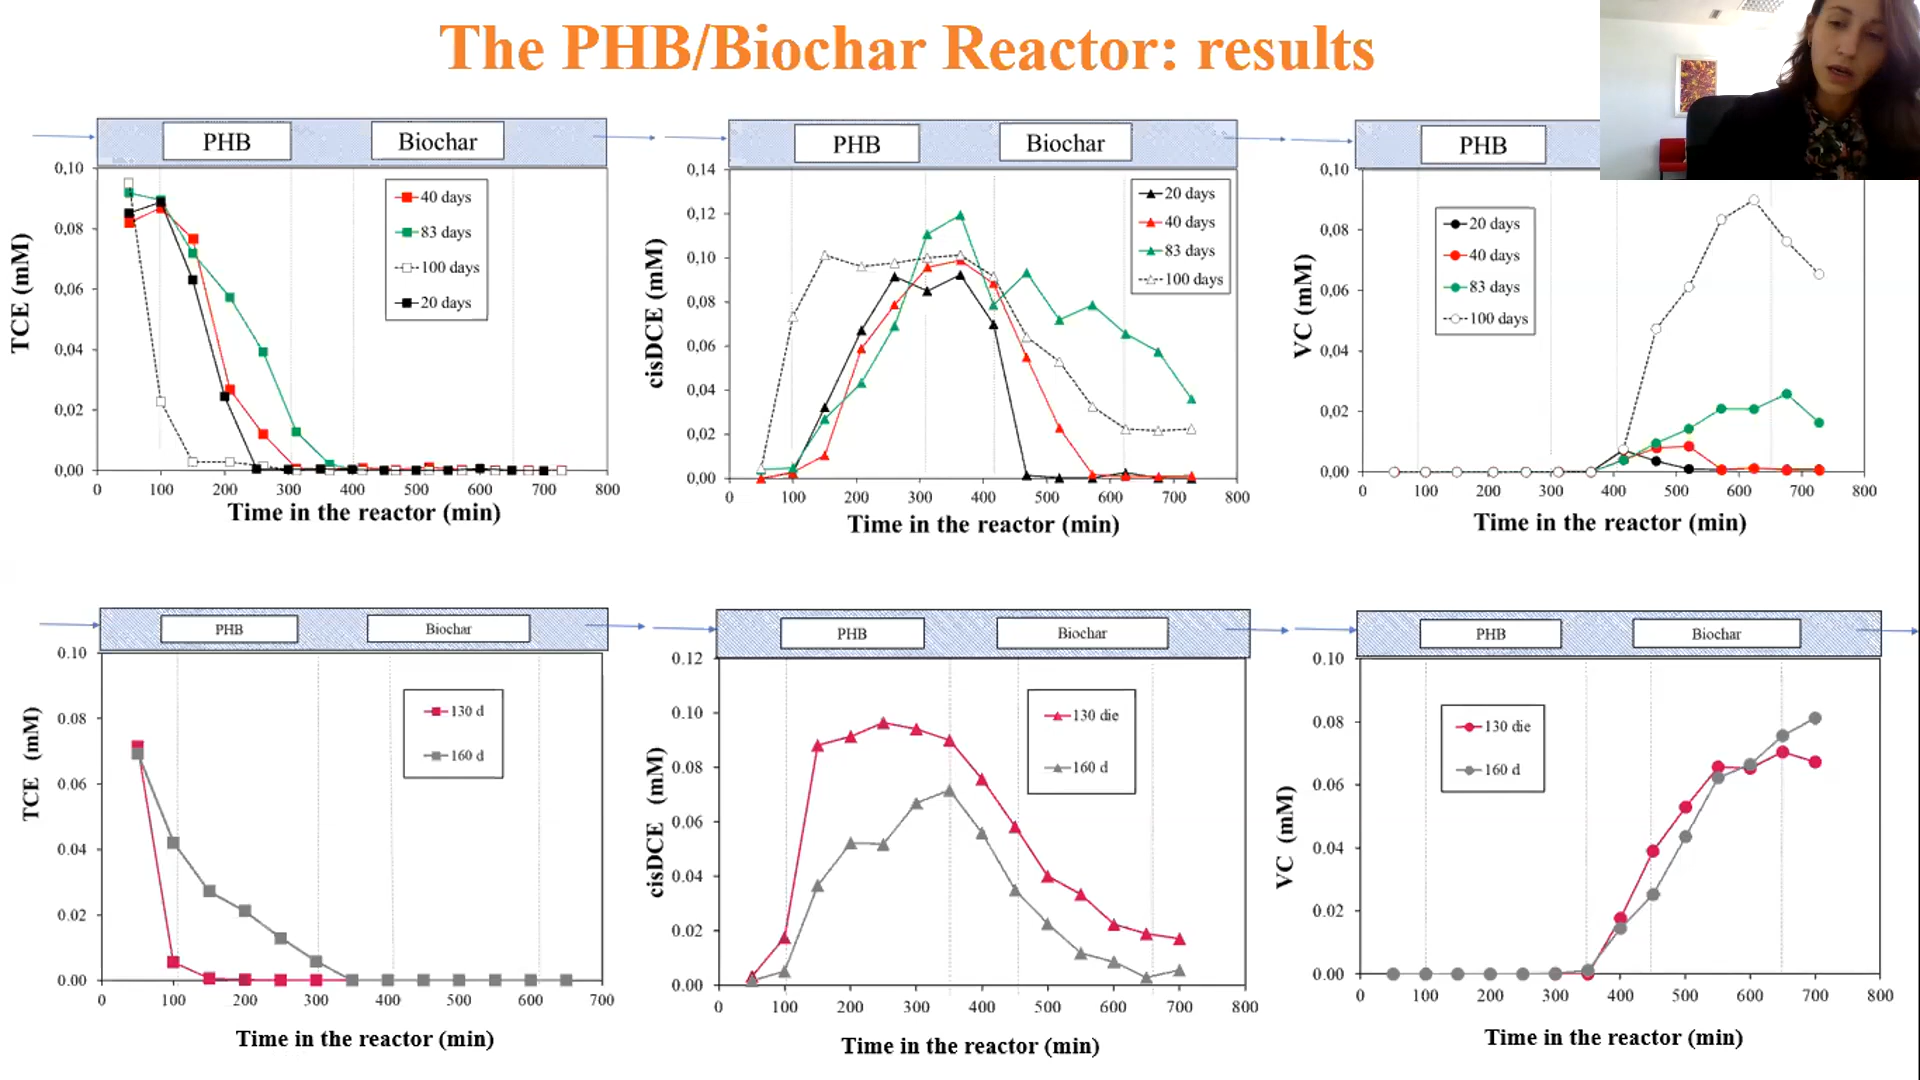 The PHB/Biochar Reactor: results
PHB
Biochar
0,10
0,08
0,06
0,04
0,02
0,00
0
100
200
300
400
500
600
700
800
TCE (mM)
Time in the reactor (min)
40 days
83 days
100 days
20 days
PHB
Biochar
0,14
0,12
0,10
0,08
0,06
0,04
0,02
0,00
0
100
200
300
400
500
600
700
800
cisDCE (mM)
Time in the reactor (min)
20 days
40 days
83 days
100 days
PHB
0,10
0,08
0,06
0,04
0,02
0,00
0
100
200
300
400
500
600
700
800
VC (mM)
Time in the reactor (min)
20 days
40 days
83 days
100 days
PHB
Biochar
0.10
0.08
0.06
0.04
0.02
0.00
0
100
200
300
400
500
600
700
TCE (mM)
Time in the reactor (min)
130 d
160 d
PHB
Biochar
0.12
0.10
0.08
0.06
0.04
0.02
0.00
0
100
200
300
400
500
600
700
800
cisDCE (mM)
Time in the reactor (min)
130 die
160 d
PHB
Biochar
0.10
0.08
0.06
0.04
0.02
0.00
0
100
200
300
400
500
600
700
800
VC (mM)
Time in the reactor (min)
130 die
160 d